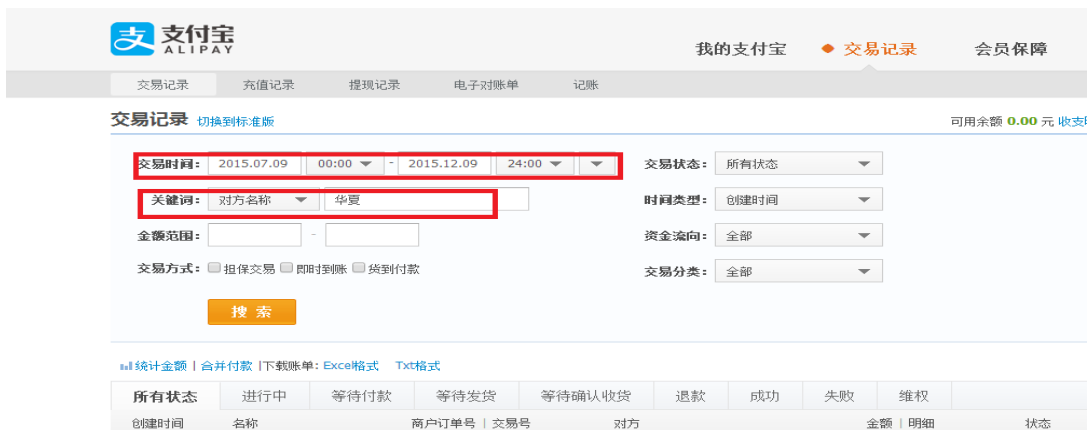 支 支付宝
ALIPAY
我的支付宝 交易记录 会员保障
交易记录 充值记录 提现记录 电子对账单 记账
交易记录 切换到标准版 可用余额 0.00 元 收支
交易时间: 2015.07.09 00:00 - 2015.12.09 24:00 交易状态: 所有状态
关键词: 对方名称 华夏 时间类型: 创建时间
金额范围: - 资金流向: 全部
交易方式: 担保交易 即时到账 货到付款 交易分类: 全部
搜 索
统计金额 | 合并付款 |下载账单: Excel格式 Txt格式
所有状态 进行中 等待付款 等待发货 等待确认收货 退款 成功 失败 维权
创建时间 名称 商户订单号 | 交易号 对方 金额 | 明细 状态